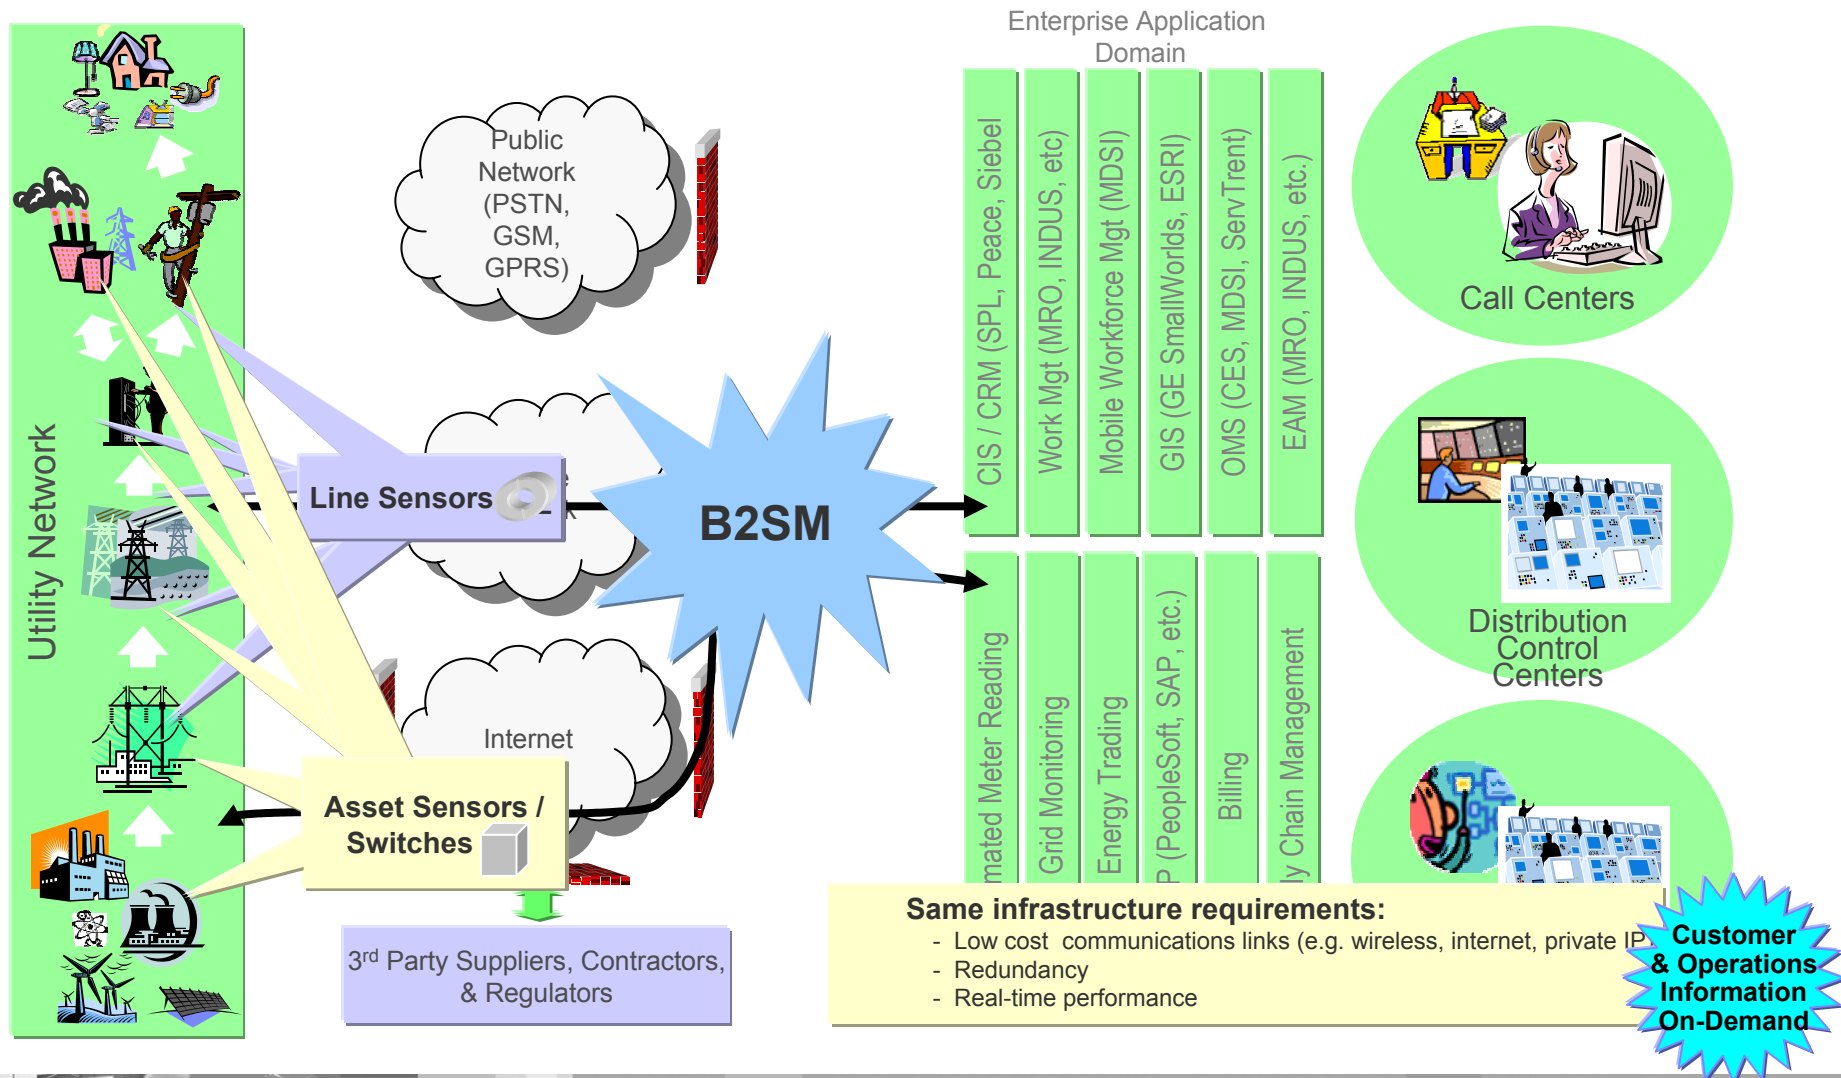 Enterprise Application
Domain
Public
Network
(PSTN,
GSM,
GPRS)
Utility Network
Line Sensors
B2SM
Internet
Asset Sensors /
Switches
3rd Party Suppliers, Contractors,
& Regulators
CIS / CRM (SPL, Peace, Siebel
Work Mgt (MRO, INDUS, etc)
Mobile Workforce Mgt (MDSI)
GIS (GE SmallWorlds, ESRI)
OMS (CES, MDSI, ServTrent)
EAM (MRO, INDUS, etc.)
Meter Reading
Grid Monitoring
Energy Trading
(PeopleSoft, SAP, etc.)
Billing
Chain Management
Call Centers
Distribution
Control
Centers
Same infrastructure requirements:
- Low cost communications links (e.g. wireless, internet, private IP
- Redundancy
- Real-time performance
Customer
& Operations
Information
On-Demand